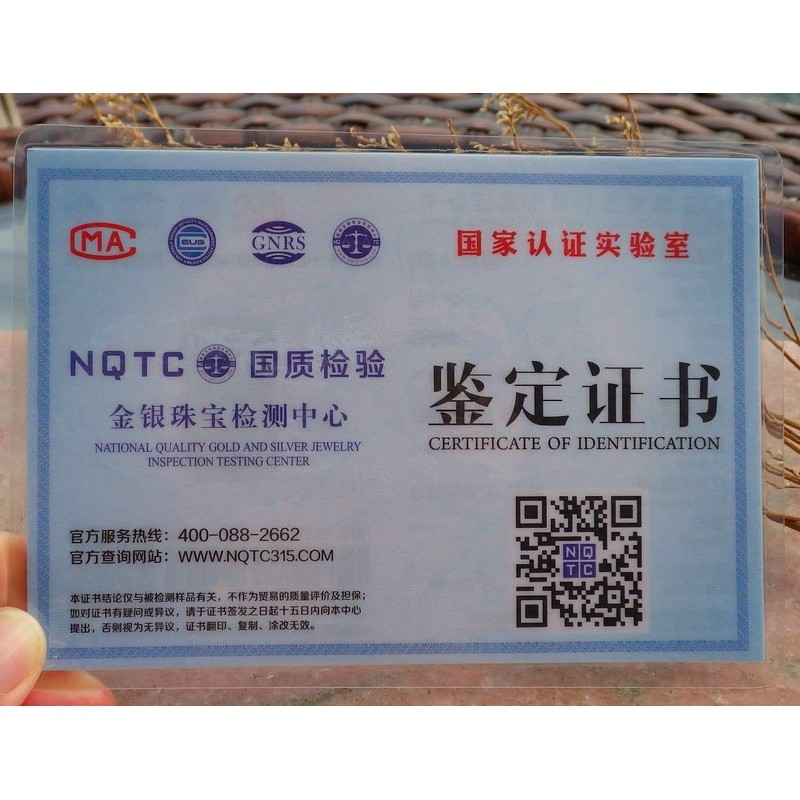 CMA
GUS
GNRS
国家认证实验室
NQTC 国质检验
金银珠宝检测中心
NATIONAL QUALITY GOLD AND SILVER JEWELRY
INSPECTION TESTING CENTER
鉴定证书
CERTIFICATE OF IDENTIFICATION
官方服务热线：400-088-2662
官方查询网站：WWW.NQTC315.COM
本证书结论仅与被检测样品有关，不作为贸易的质量评价及担保；
如对证书有疑问或异议，请于证书签发之日起十五日内向本中心
提出，否则视为无异议，证书翻印、复制、涂改无效。
NQ
TC